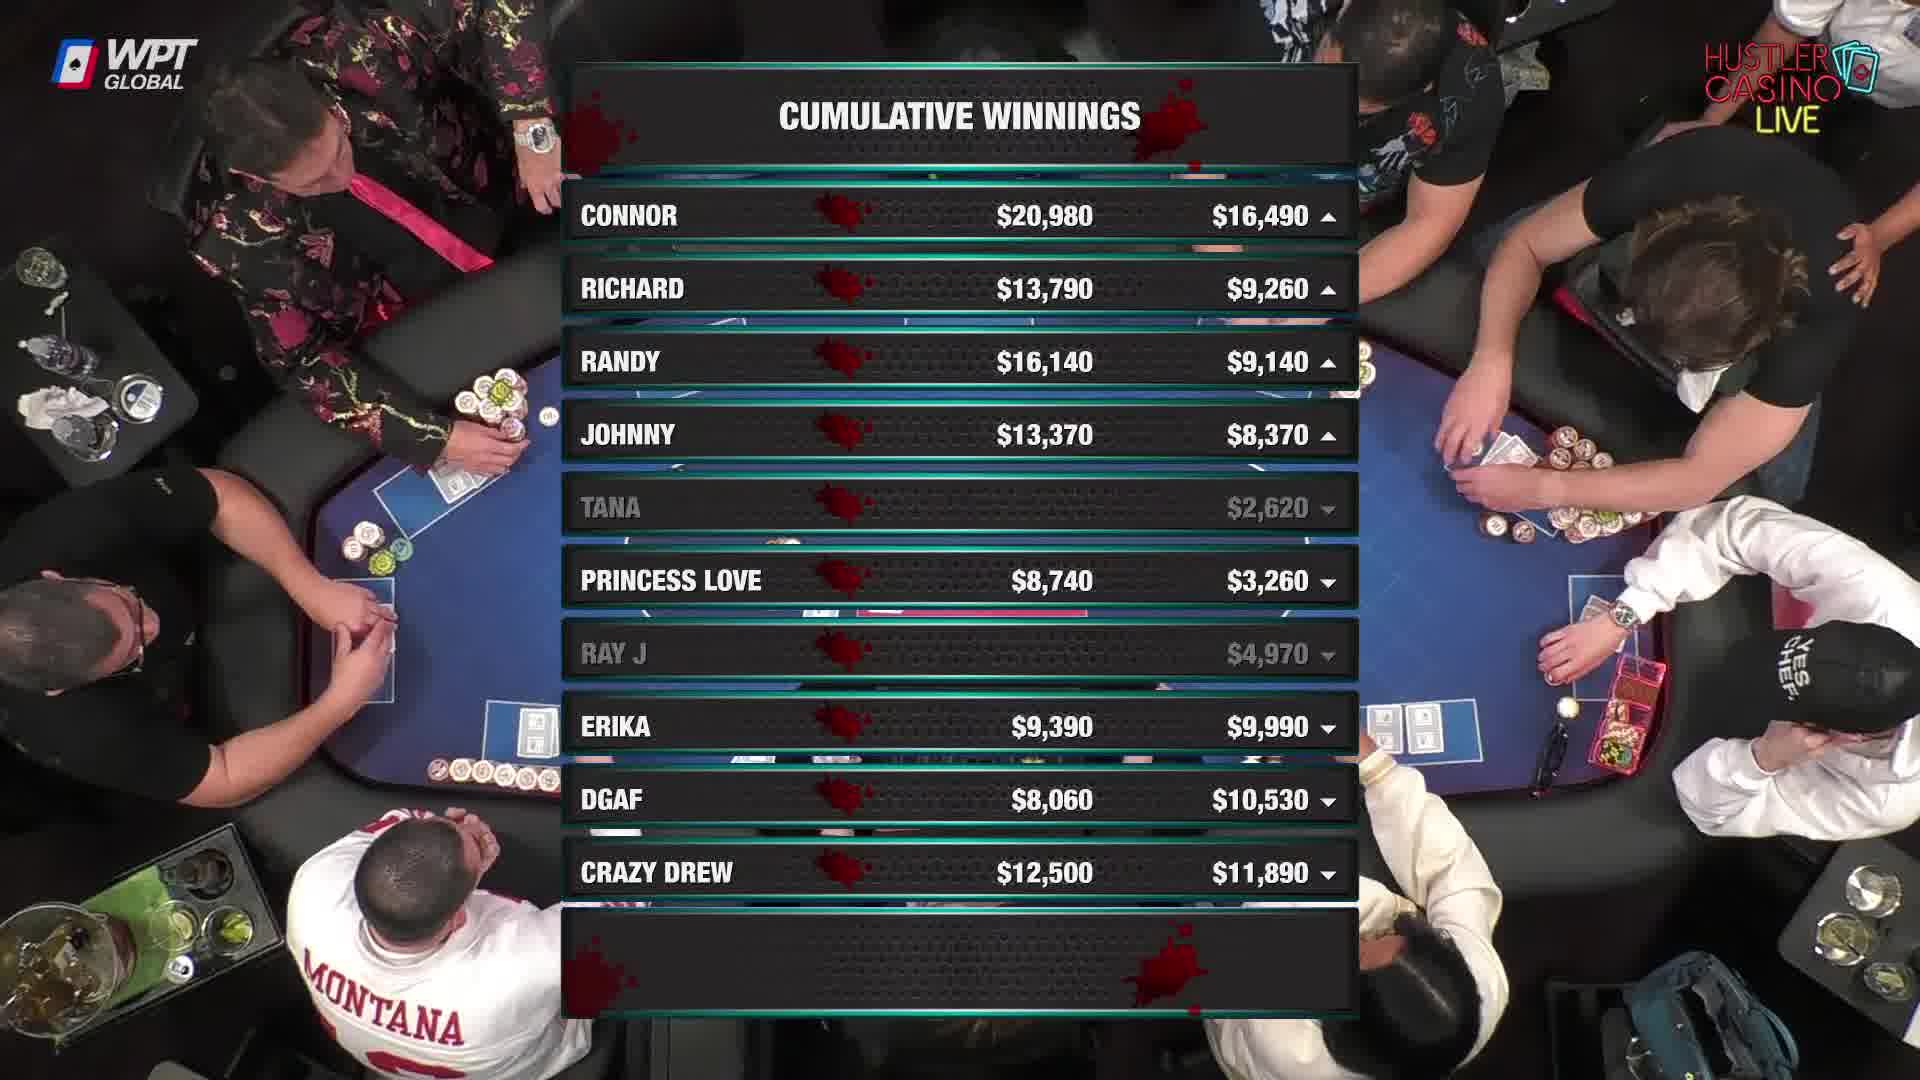 WPT
GLOBAL
HUSTLER
CASINO
LIVE
CUMULATIVE WINNINGS
CONNOR $20,980 $16,490
RICHARD $13,790 $9,260
RANDY $16,140 $9,140
JOHNNY $13,370 $8,370
TANA $2,620
PRINCESS LOVE $8,740 $3,260
RAY J $4,970
ERIKA $9,390 $9,990
DGAF $8,060 $10,530
CRAZY DREW $12,500 $11,890
YES
CHEF
MONTANA